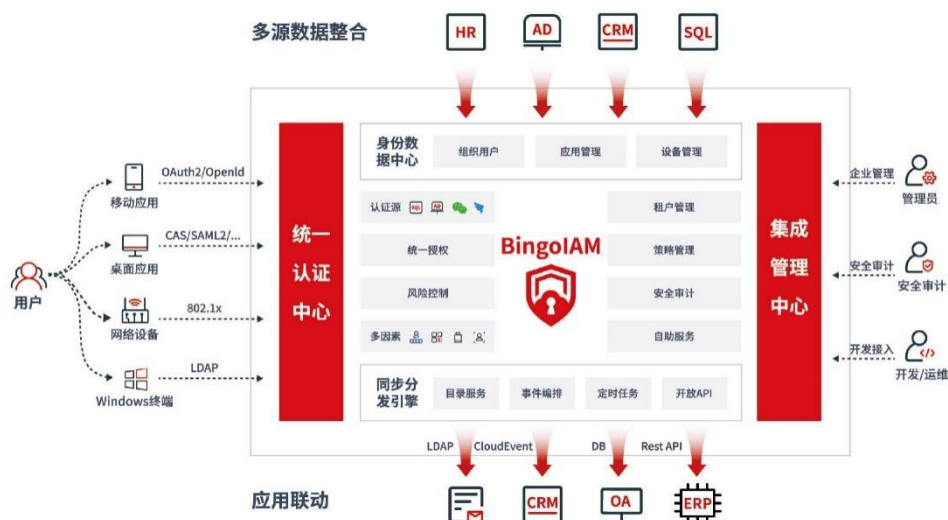 多源数据整合
HR
AD
CRM
SQL
身份数据中心
组织用户
应用管理
设备管理
OAuth2/OpenId
移动应用
CAS/SAML2/...
桌面应用
用户
802.1x
网络设备
LDAP
Windows终端
统一认证中心
认证源
SQL
AD
统一授权
风险控制
多因素
BingoIAM
租户管理
策略管理
安全审计
自助服务
集成管理中心
企业管理
管理员
安全审计
安全审计
开发接入
开发/运维
同步分发引擎
目录服务
事件编排
定时任务
开放API
LDAP
CloudEvent
DB
Rest API
应用联动
CRM
OA
ERP